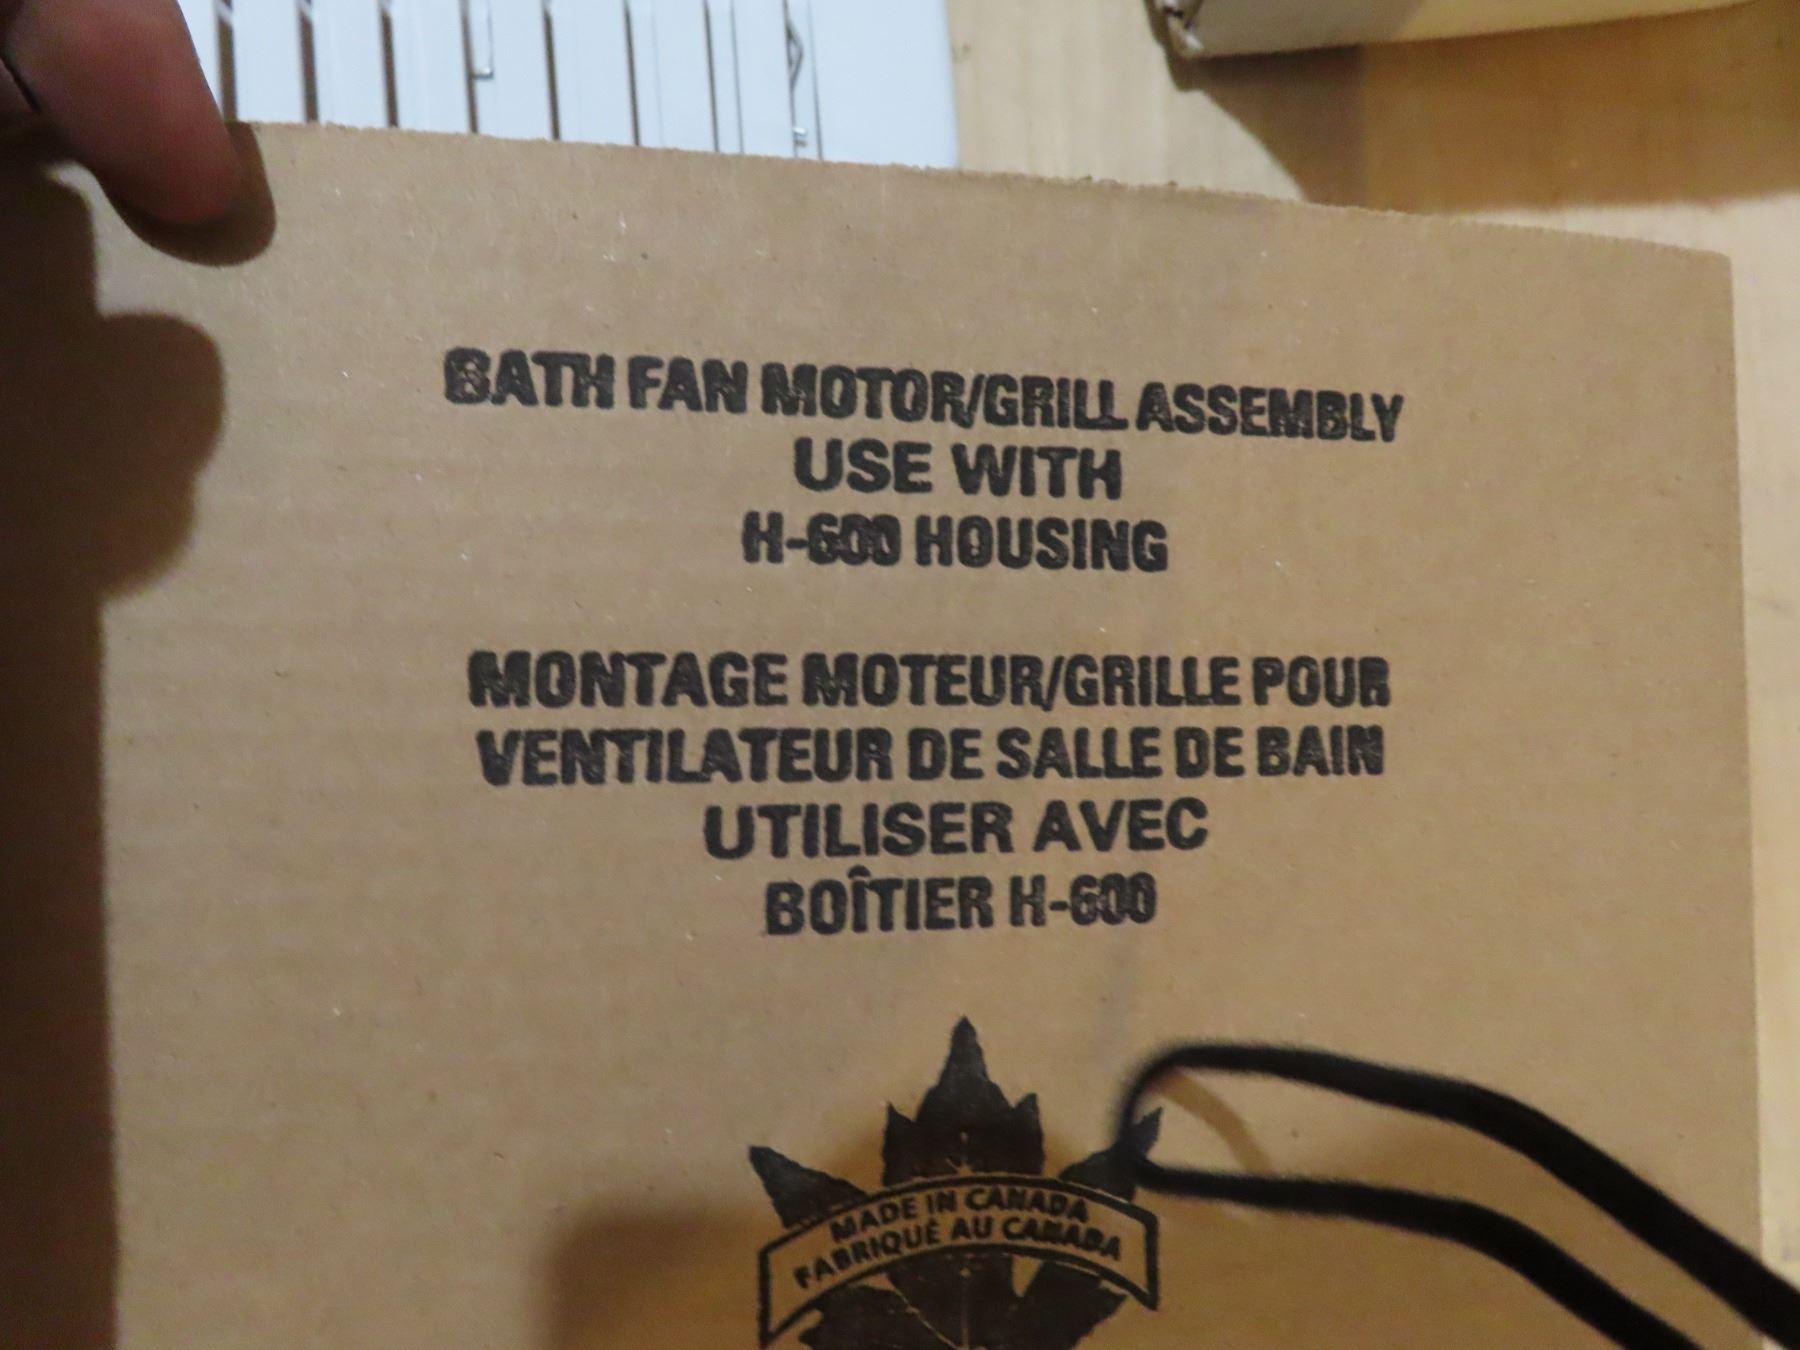 BATH FAN MOTOR/GRILL ASSEMBLY
USE WITH
H-600 HOUSING
MONTAGE MOTEUR/GRILLE POUR
VENTILATEUR DE SALLE DE BAIN
UTILISER AVEC
BOÎTIER H-600
MADE IN CANADA
FABRIQUÉ AU CANADA